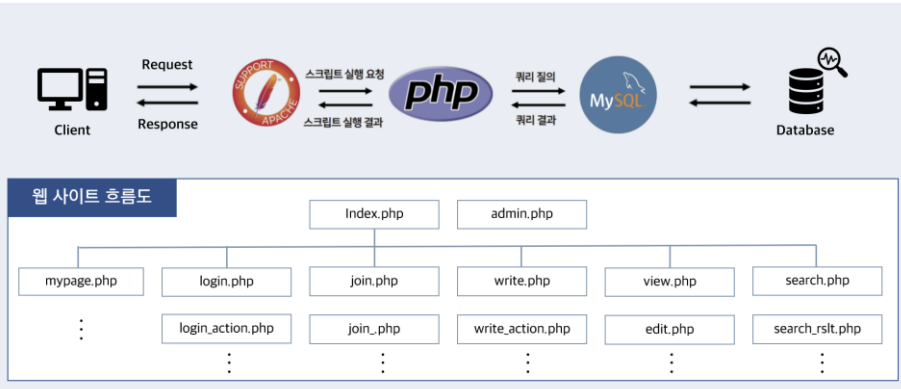 Request
Response
Client
SUPPORT
APACHE
스크립트 실행 요청
스크립트 실행 결과
php
쿼리 질의
쿼리 결과
MySQL
Database
웹 사이트 흐름도
Index.php
admin.php
mypage.php
login.php
join.php
write.php
view.php
search.php
login_action.php
join_.php
write_action.php
edit.php
search_rslt.php